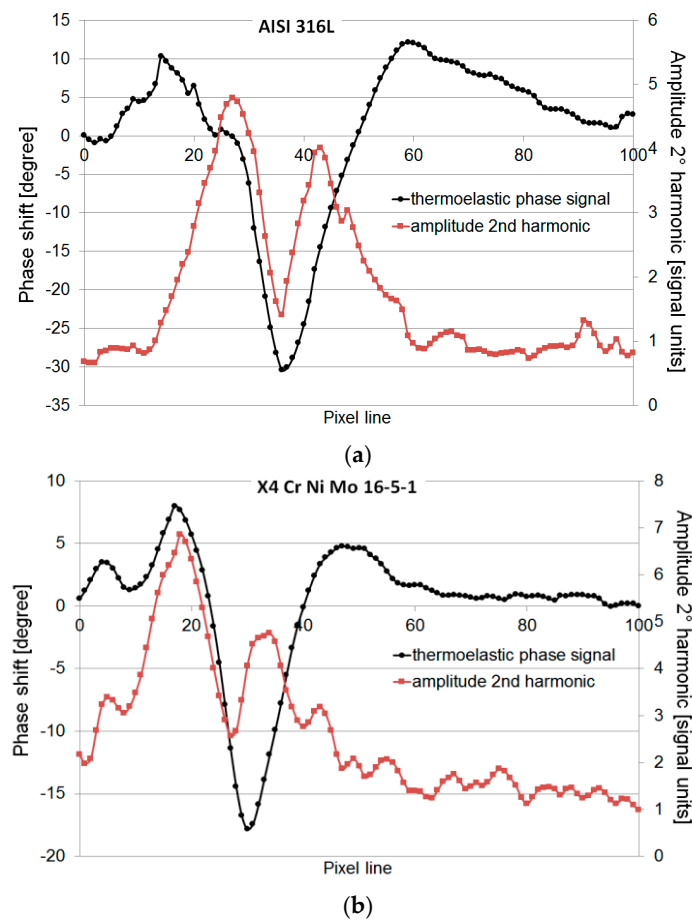 (a)
AISI 316L
15
10
5
0
-5
-10
-15
-20
-25
-30
-35
Phase shift [degree]
0 20 40 60 80 100
6
5
4
3
2
1
0
Amplitude 2° harmonic [signal units]
thermoelastic phase signal
amplitude 2nd harmonic
Pixel line
(a)
X4 Cr Ni Mo 16-5-1
10
5
0
-5
-10
-15
-20
Phase shift [degree]
0 20 40 60 80 100
8
7
6
5
4
3
2
1
0
Amplitude 2° harmonic [signal units]
thermoelastic phase signal
amplitude 2nd harmonic
Pixel line
(b)